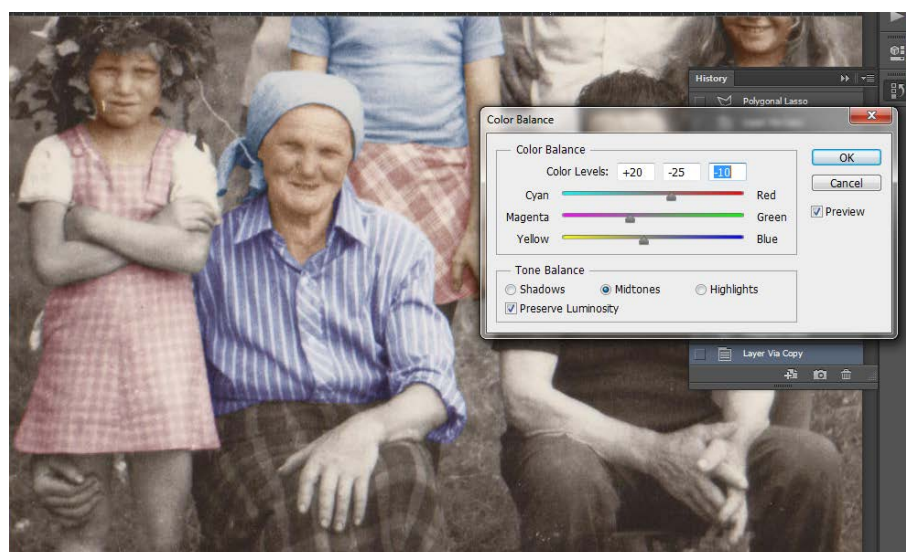 History
Polygonal Lasso
Color Balance
Color Balance
Color Levels: +20 -25 -10
Cyan Red
Magenta Green
Yellow Blue
Tone Balance
Shadows Midtones Highlights
Preserve Luminosity
OK
Cancel
Preview
Layer Via Copy